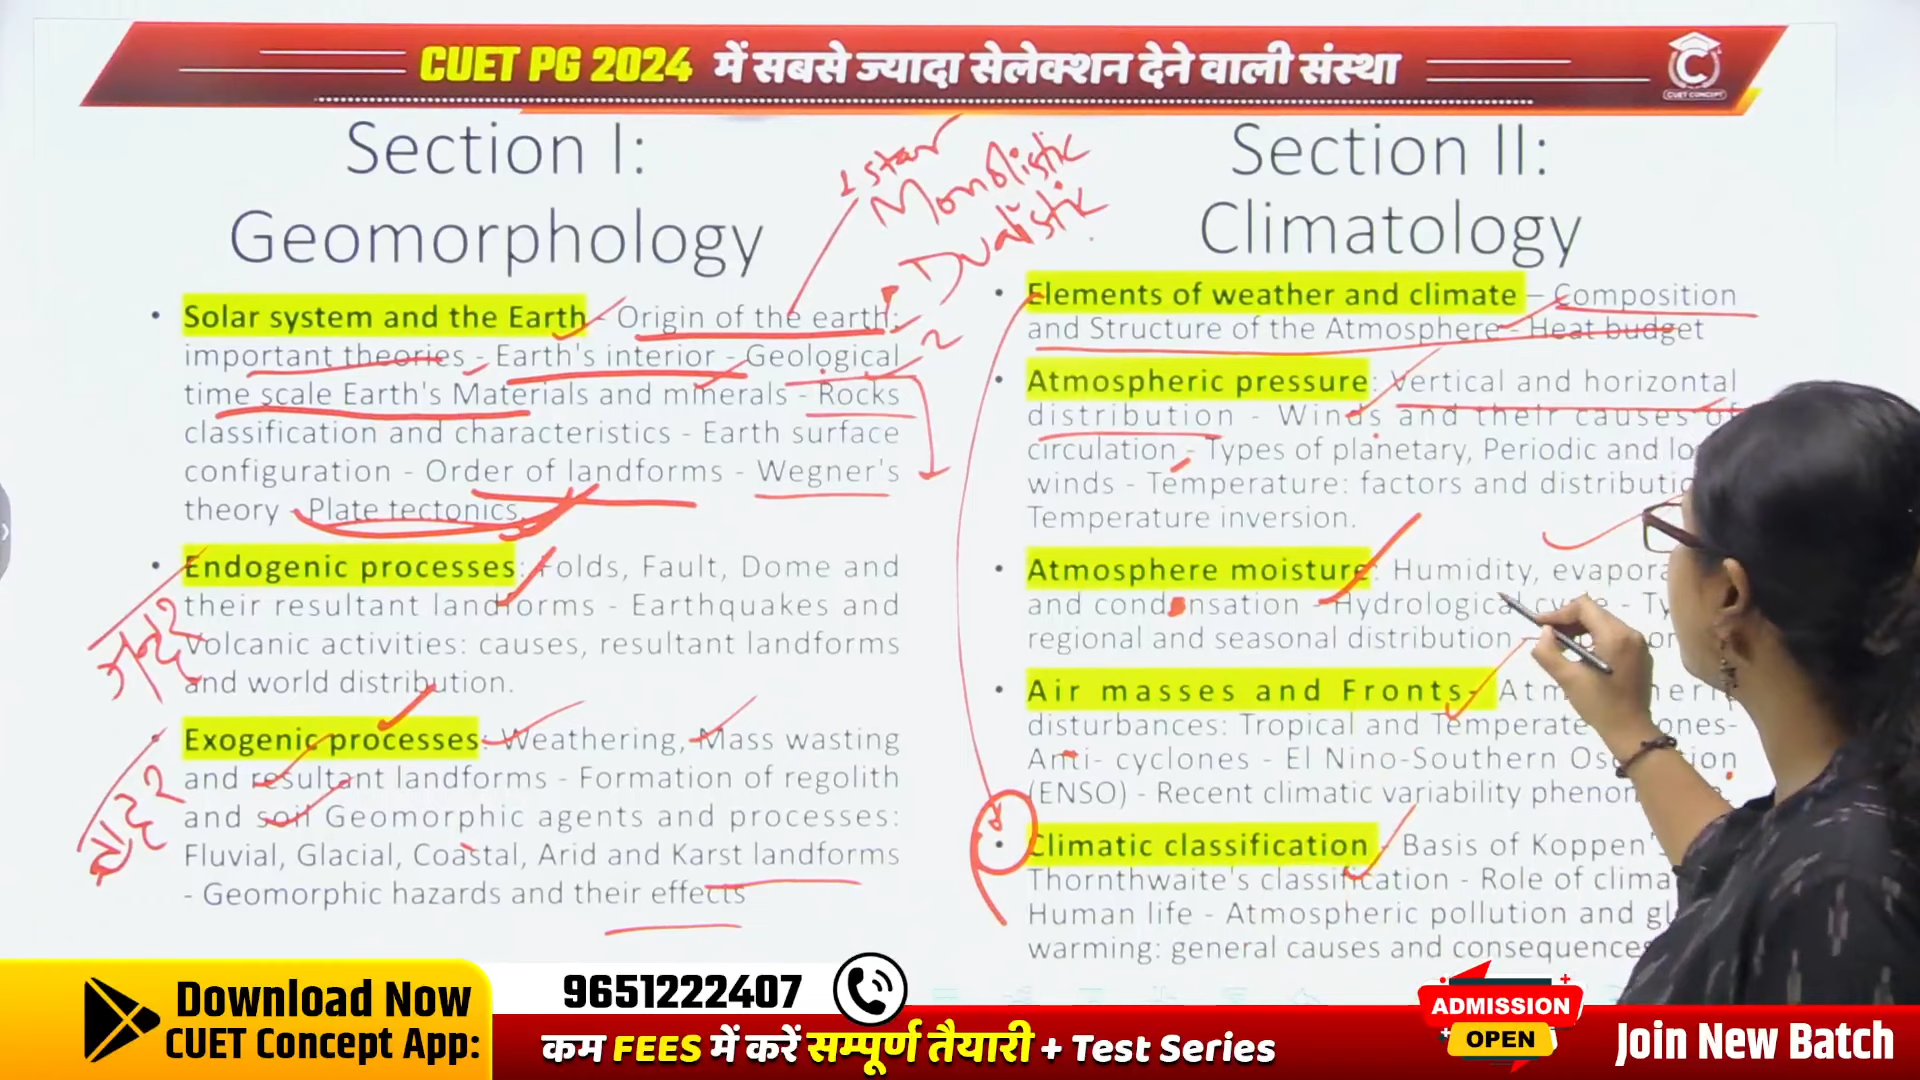 CUET PG 2024 में सबसे ज्यादा सेलेक्शन देने वाली संस्था
CUET CONCEPT
Section I:
Geomorphology
1 star
Monolistic
Dualistic
• Solar system and the Earth - Origin of the earth:
important theories - Earth's interior - Geological
time scale Earth's Materials and minerals - Rocks
classification and characteristics - Earth surface
configuration - Order of landforms - Wegner's
theory - Plate tectonics.
2
• Endogenic processes: Folds, Fault, Dome and
their resultant landforms - Earthquakes and
Volcanic activities: causes, resultant landforms
and world distribution.
अन्दर
• Exogenic processes: Weathering, Mass wasting
and resultant landforms - Formation of regolith
and soil Geomorphic agents and processes:
Fluvial, Glacial, Coastal, Arid and Karst landforms
- Geomorphic hazards and their effects
बाहर
Section II:
Climatology
• Elements of weather and climate – Composition
and Structure of the Atmosphere - Heat budget
• Atmospheric pressure: Vertical and horizontal
distribution - Winds and their causes of
circulation - Types of planetary, Periodic and
winds - Temperature: factors and
Temperature inversion.
• Atmosphere moisture: Humidity,
and condensation - Hydrological cycle -
regional and seasonal distribution -
• Air masses and Fronts-
disturbances: Tropical and Temperate
Anti- cyclones - El Nino-Southern
(ENSO) - Recent climatic variability
• Climatic classification - Basis of Koppen's
Thornthwaite's classification - Role of
Human life - Atmospheric pollution and
warming: general causes and consequences
Download Now
CUET Concept App:
9651222407
कम FEES में करें सम्पूर्ण तैयारी + Test Series
ADMISSION
OPEN
Join New Batch